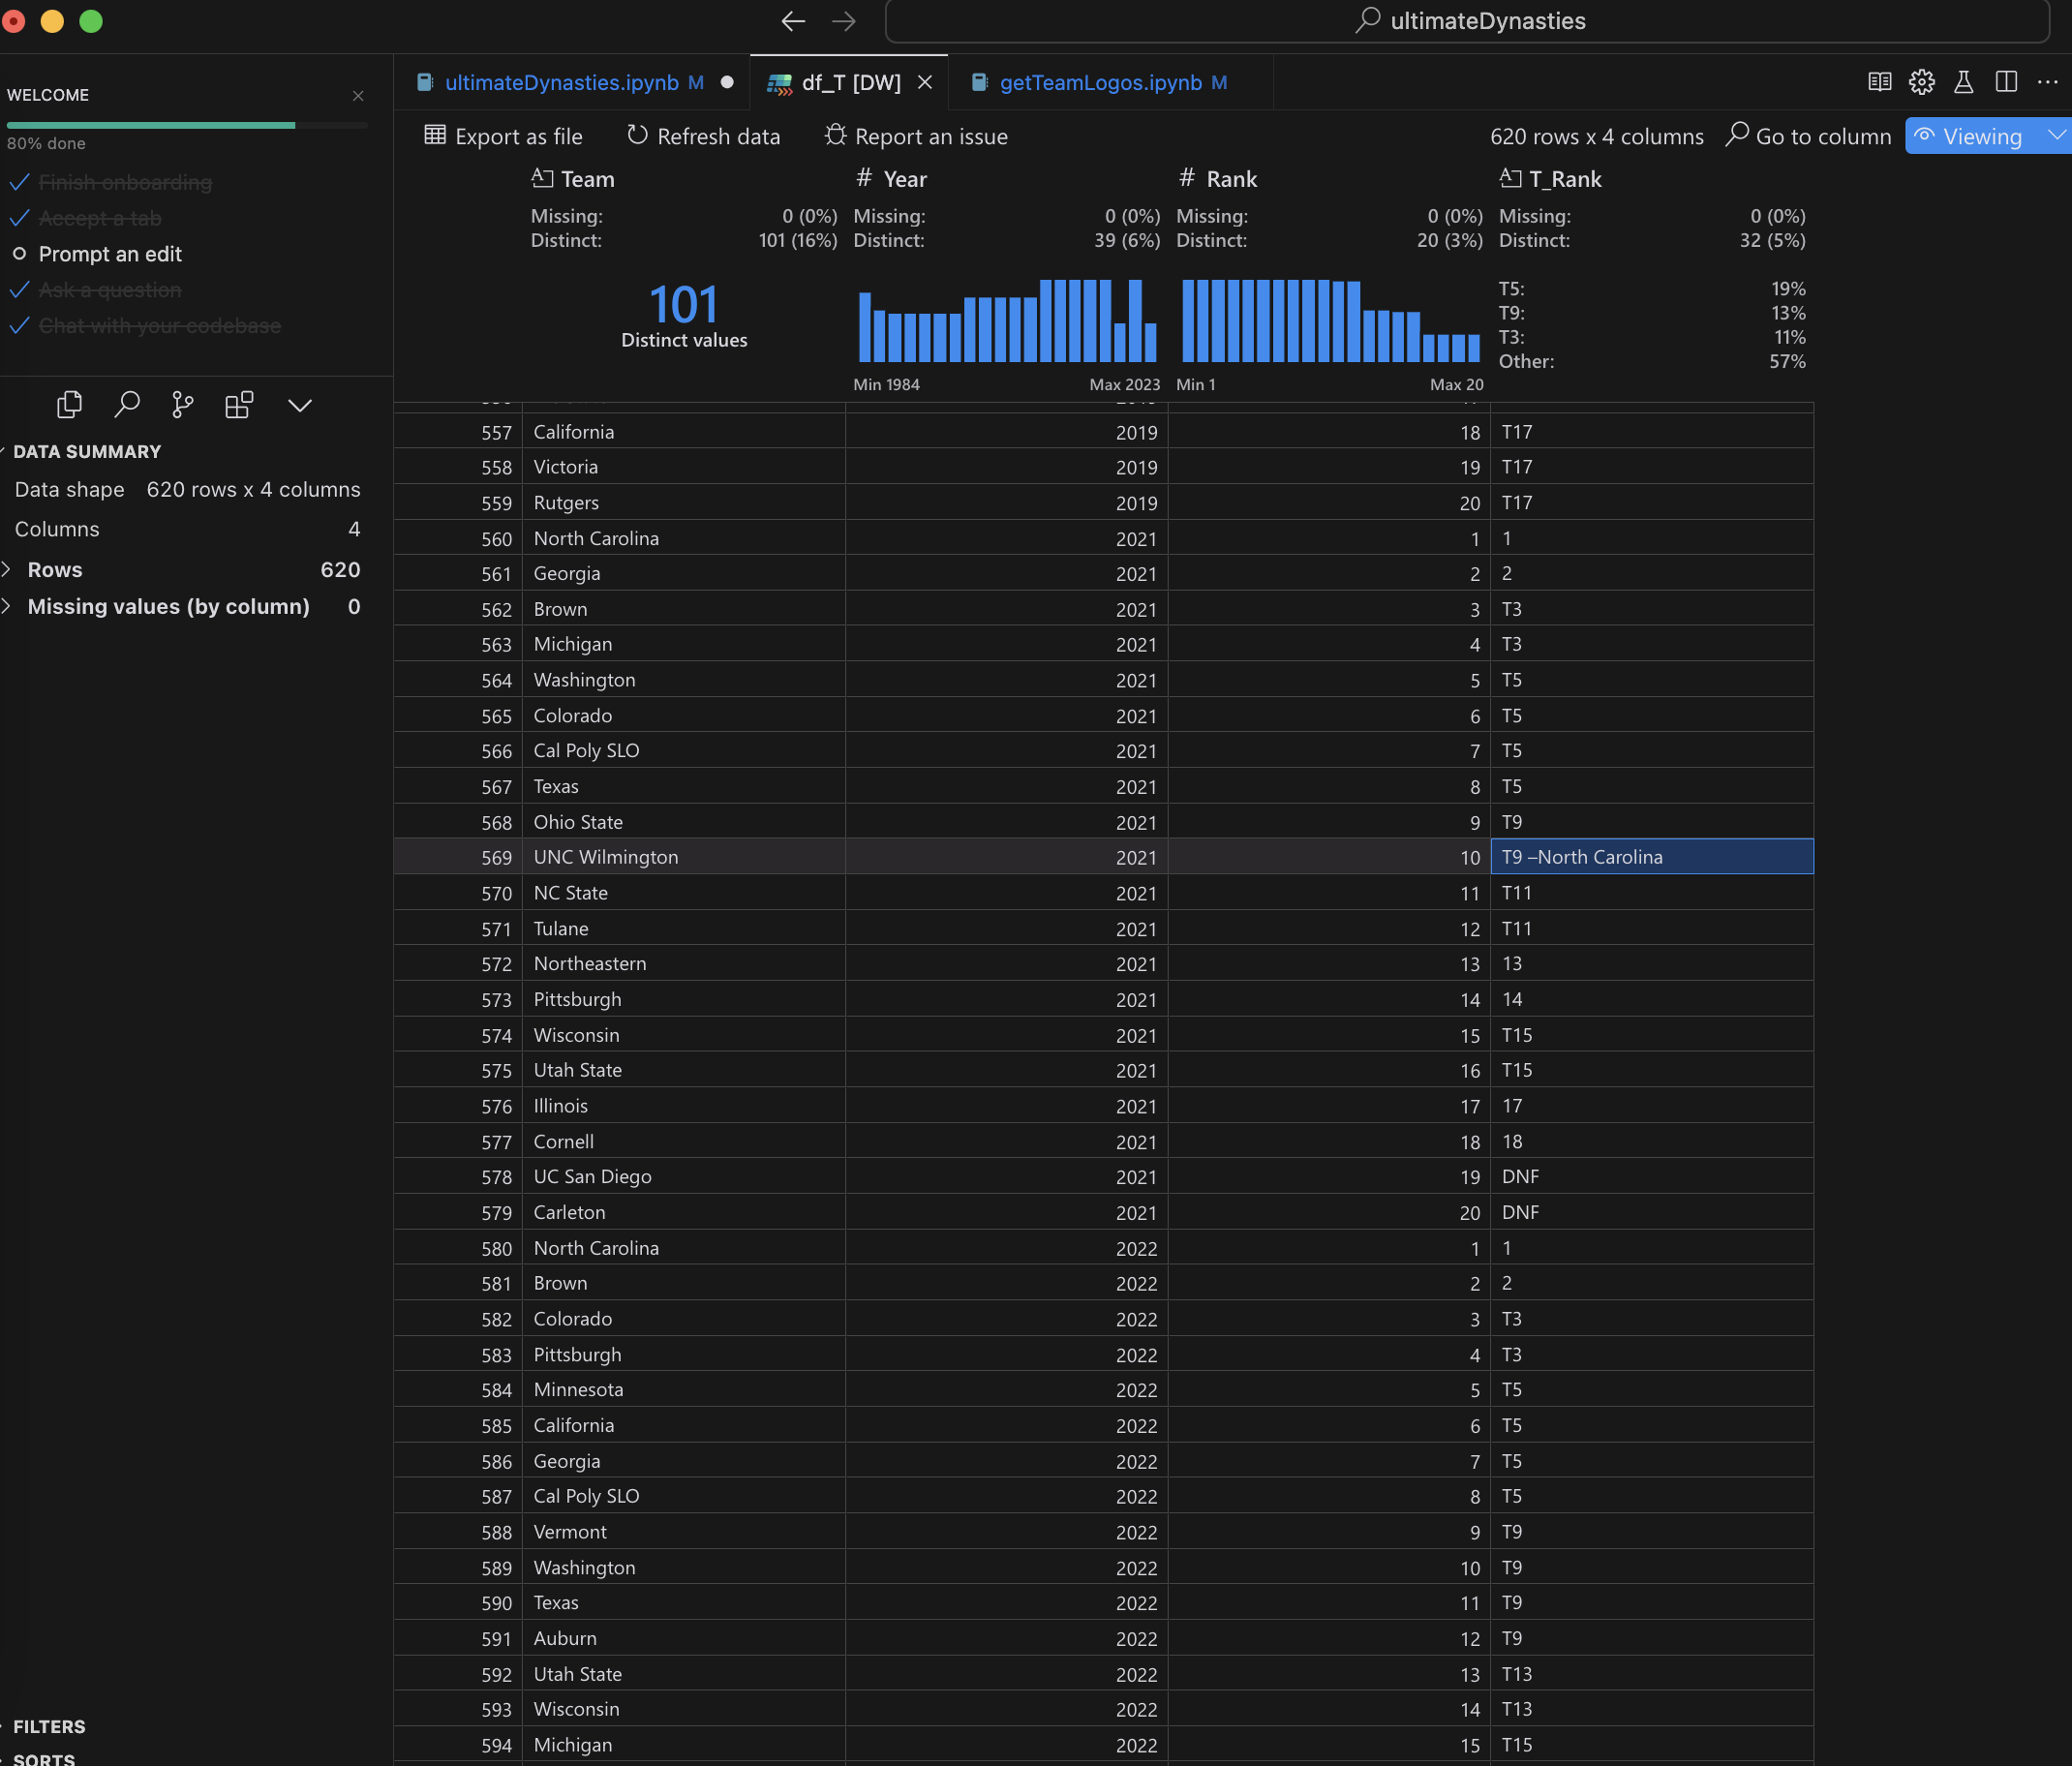 ultimateDynasties
WELCOME
80% done
Finish onboarding
Accept a tab
Prompt an edit
Ask a question
Chat with your codebase
DATA SUMMARY
Data shape 620 rows x 4 columns
Columns 4
Rows 620
Missing values (by column) 0
FILTERS
SORTS
ultimateDynasties.ipynb M df_T [DW] getTeamLogos.ipynb M
Export as file Refresh data Report an issue 620 rows x 4 columns Go to column Viewing
Team # Year # Rank T_Rank
Missing: 0 (0%) Missing: 0 (0%) Missing: 0 (0%) Missing: 0 (0%)
Distinct: 101 (16%) Distinct: 39 (6%) Distinct: 20 (3%) Distinct: 32 (5%)
101
Distinct values
Min 1984 Max 2023 Min 1 Max 20
T5: 19%
T9: 13%
T3: 11%
Other: 57%
557 California 2019 18 T17
558 Victoria 2019 19 T17
559 Rutgers 2019 20 T17
560 North Carolina 2021 1 1
561 Georgia 2021 2 2
562 Brown 2021 3 T3
563 Michigan 2021 4 T3
564 Washington 2021 5 T5
565 Colorado 2021 6 T5
566 Cal Poly SLO 2021 7 T5
567 Texas 2021 8 T5
568 Ohio State 2021 9 T9
569 UNC Wilmington 2021 10 T9 –North Carolina
570 NC State 2021 11 T11
571 Tulane 2021 12 T11
572 Northeastern 2021 13 13
573 Pittsburgh 2021 14 14
574 Wisconsin 2021 15 T15
575 Utah State 2021 16 T15
576 Illinois 2021 17 17
577 Cornell 2021 18 18
578 UC San Diego 2021 19 DNF
579 Carleton 2021 20 DNF
580 North Carolina 2022 1 1
581 Brown 2022 2 2
582 Colorado 2022 3 T3
583 Pittsburgh 2022 4 T3
584 Minnesota 2022 5 T5
585 California 2022 6 T5
586 Georgia 2022 7 T5
587 Cal Poly SLO 2022 8 T5
588 Vermont 2022 9 T9
589 Washington 2022 10 T9
590 Texas 2022 11 T9
591 Auburn 2022 12 T9
592 Utah State 2022 13 T13
593 Wisconsin 2022 14 T13
594 Michigan 2022 15 T15